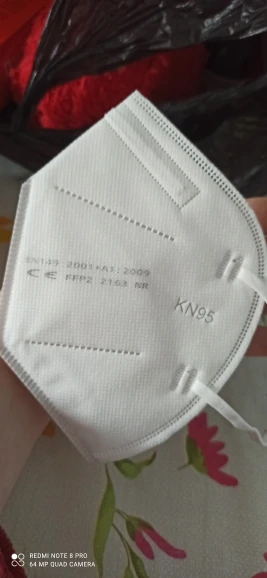 EN149 2001+A1:2009
CE FFP2 2163 NR
KN95
REDMI NOTE 8 PRO
64 MP QUAD CAMERA